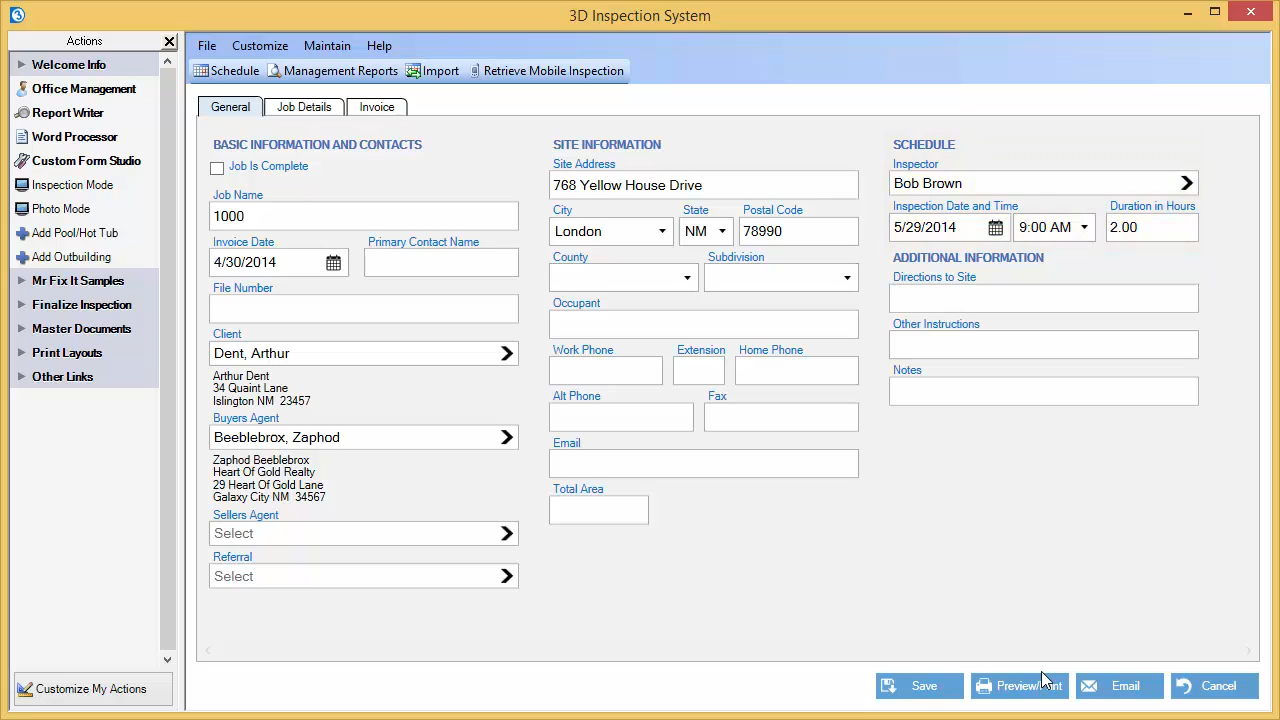 3D Inspection System
Actions
Welcome Info
Office Management
Report Writer
Word Processor
Custom Form Studio
Inspection Mode
Photo Mode
Add Pool/Hot Tub
Add Outbuilding
Mr Fix It Samples
Finalize Inspection
Master Documents
Print Layouts
Other Links
Customize My Actions
File Customize Maintain Help
Schedule Management Reports Import Retrieve Mobile Inspection
General Job Details Invoice
BASIC INFORMATION AND CONTACTS
Job Is Complete
Job Name
1000
Invoice Date Primary Contact Name
4/30/2014
File Number
Client
Dent, Arthur
Arthur Dent
34 Quaint Lane
Islington NM 23457
Buyers Agent
Beeblebrox, Zaphod
Zaphod Beeblebrox
Heart Of Gold Realty
29 Heart Of Gold Lane
Galaxy City NM 34567
Sellers Agent
Select
Referral
Select
SITE INFORMATION
Site Address
768 Yellow House Drive
City State Postal Code
London NM 78990
County Subdivision
Occupant
Work Phone Extension Home Phone
Alt Phone Fax
Email
Total Area
SCHEDULE
Inspector
Bob Brown
Inspection Date and Time Duration in Hours
5/29/2014 9:00 AM 2.00
ADDITIONAL INFORMATION
Directions to Site
Other Instructions
Notes
Save Preview/Print Email Cancel